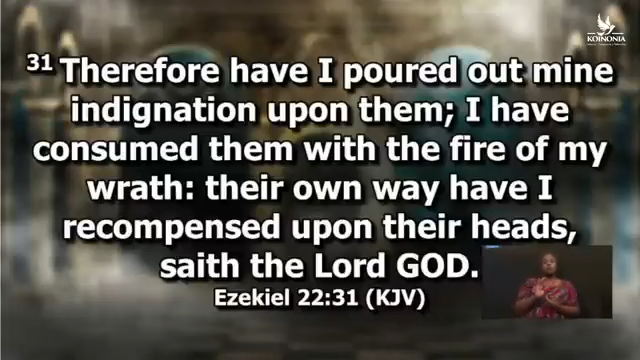 KOINONIA
31 Therefore have I poured out mine
indignation upon them; I have
consumed them with the fire of my
wrath: their own way have I
recompensed upon their heads,
saith the Lord GOD.
Ezekiel 22:31 (KJV)